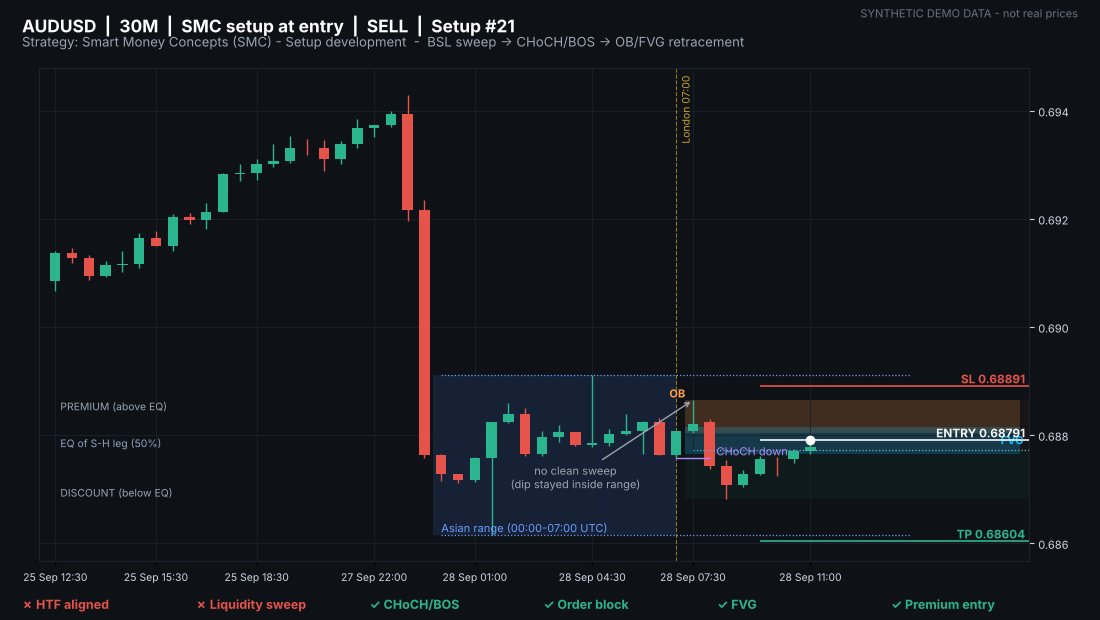 SYNTHETIC DEMO DATA - not real prices
AUDUSD | 30M | SMC setup at entry | SELL | Setup #21
Strategy: Smart Money Concepts (SMC) - Setup development - BSL sweep → CHoCH/BOS → OB/FVG retracement
London 07:00
0.694
0.692
0.690
0.688
0.686
SL 0.68891
OB
PREMIUM (above EQ)
ENTRY 0.68791
FVG
EQ of S-H leg (50%)
CHoCH down
no clean sweep
(dip stayed inside range)
DISCOUNT (below EQ)
Asian range (00:00-07:00 UTC)
TP 0.68604
25 Sep 12:30
25 Sep 15:30
25 Sep 18:30
27 Sep 22:00
28 Sep 01:00
28 Sep 04:30
28 Sep 07:30
28 Sep 11:00
× HTF aligned
× Liquidity sweep
✓ CHoCH/BOS
✓ Order block
✓ FVG
✓ Premium entry